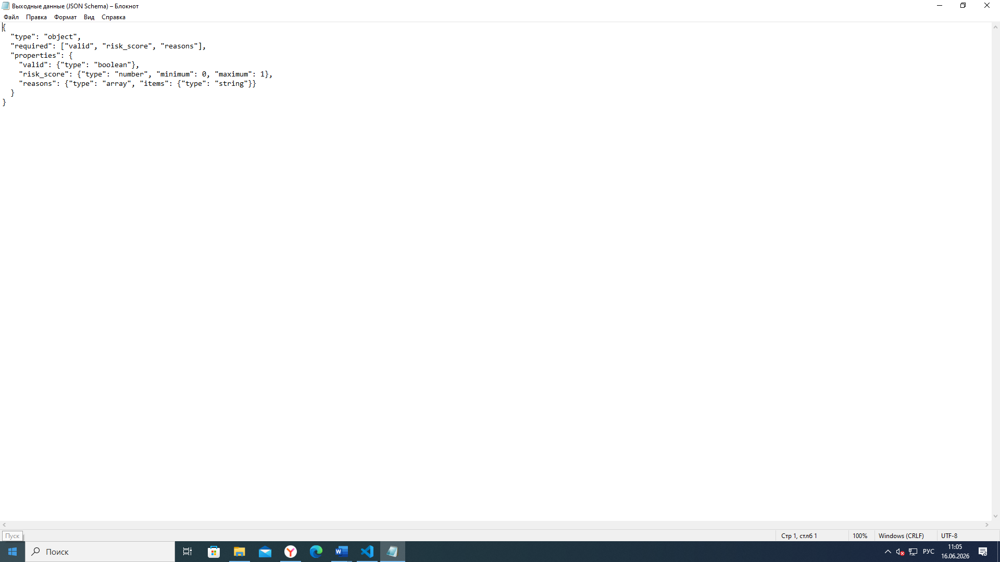 Выходные данные (JSON Schema) – Блокнот
Файл Правка Формат Вид Справка
{
  "type": "object",
  "required": ["valid", "risk_score", "reasons"],
  "properties": {
    "valid": {"type": "boolean"},
    "risk_score": {"type": "number", "minimum": 0, "maximum": 1},
    "reasons": {"type": "array", "items": {"type": "string"}}
  }
}
Пуск
Стр 1, стлб 1 100% Windows (CRLF) UTF-8
Поиск
РУС
11:05
16.06.2026